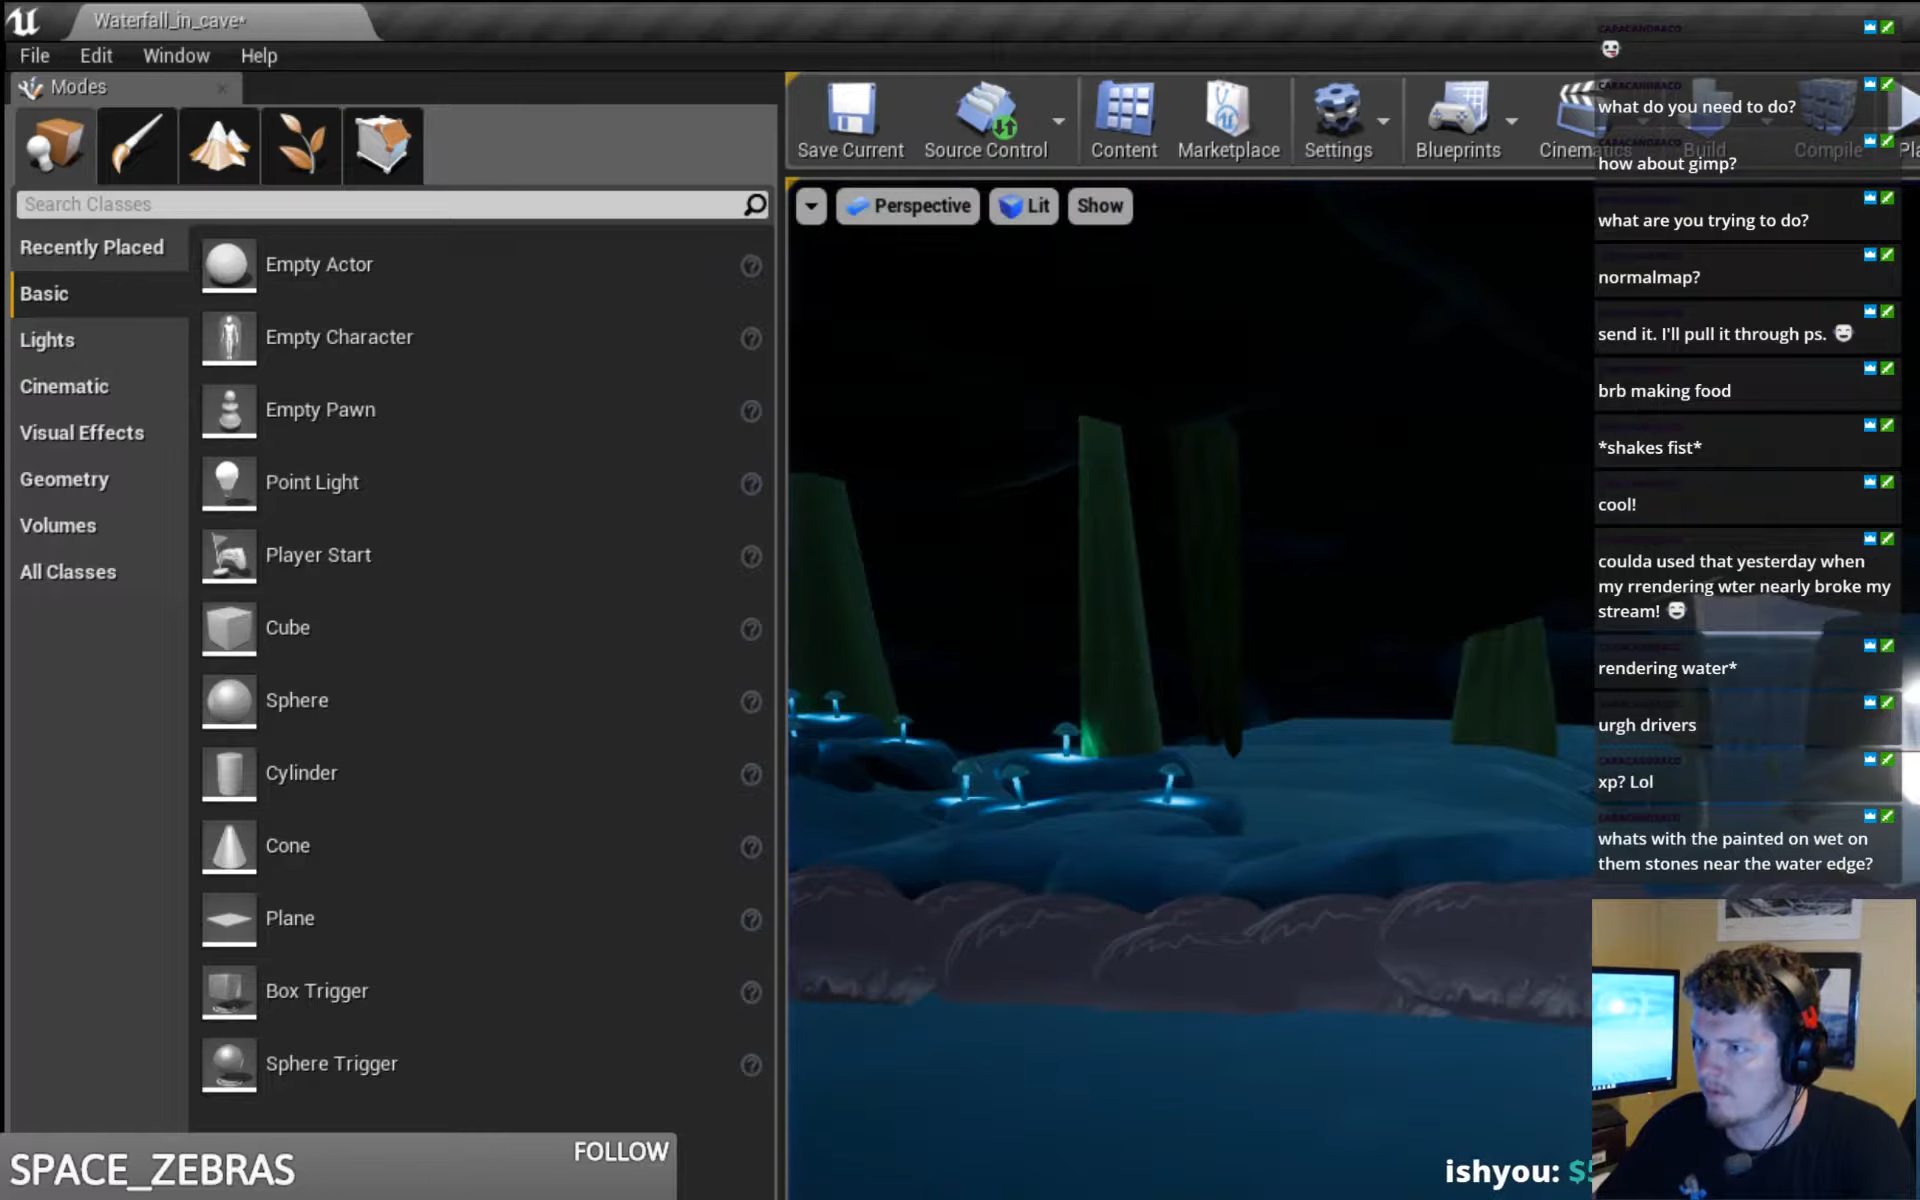 Waterfall_in_cave*
File Edit Window Help
Modes
Search Classes
Recently Placed
Basic
Lights
Cinematic
Visual Effects
Geometry
Volumes
All Classes
Empty Actor
Empty Character
Empty Pawn
Point Light
Player Start
Cube
Sphere
Cylinder
Cone
Plane
Box Trigger
Sphere Trigger
Save Current Source Control Content Marketplace Settings Blueprints Cinematics Build Compile
Perspective Lit Show
CARACANDRACO
CARACANDRACO
what do you need to do?
CARACANDRACO
how about gimp?
what are you trying to do?
normalmap?
send it. I'll pull it through ps.
brb making food
*shakes fist*
cool!
coulda used that yesterday when
my rrendering wter nearly broke my
stream!
rendering water*
urgh drivers
CARACANDRACO
xp? Lol
CARACANDRACO
whats with the painted on wet on
them stones near the water edge?
FOLLOW
SPACE_ZEBRAS
ishyou: $